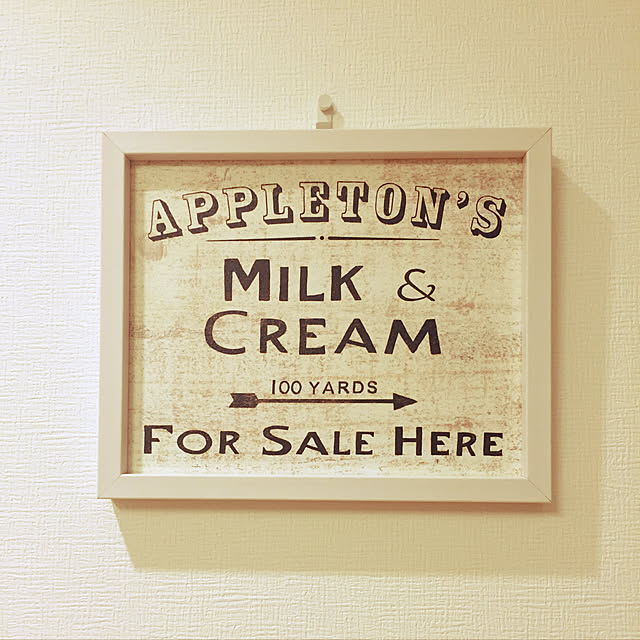 APPLETON'S
MILK &
CREAM
100 YARDS
FOR SALE HERE